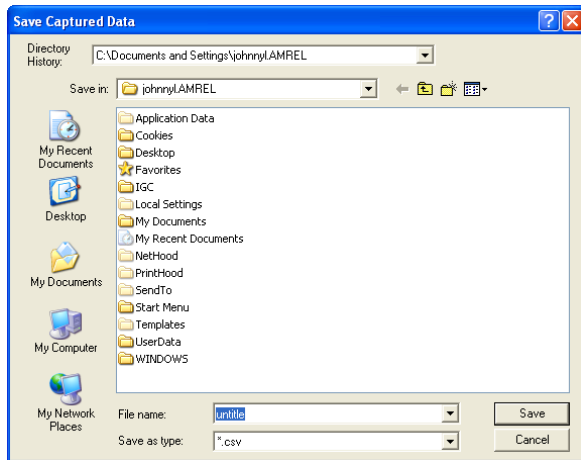 Save Captured Data
Directory
History:
C:\Documents and Settings\johnnyl.AMREL
Save in:
johnnyl.AMREL
My Recent
Documents
Desktop
My Documents
My Computer
My Network
Places
Application Data
Cookies
Desktop
Favorites
IGC
Local Settings
My Documents
My Recent Documents
NetHood
PrintHood
SendTo
Start Menu
Templates
UserData
WINDOWS
File name:
untitle
Save
Save as type:
*.csv
Cancel